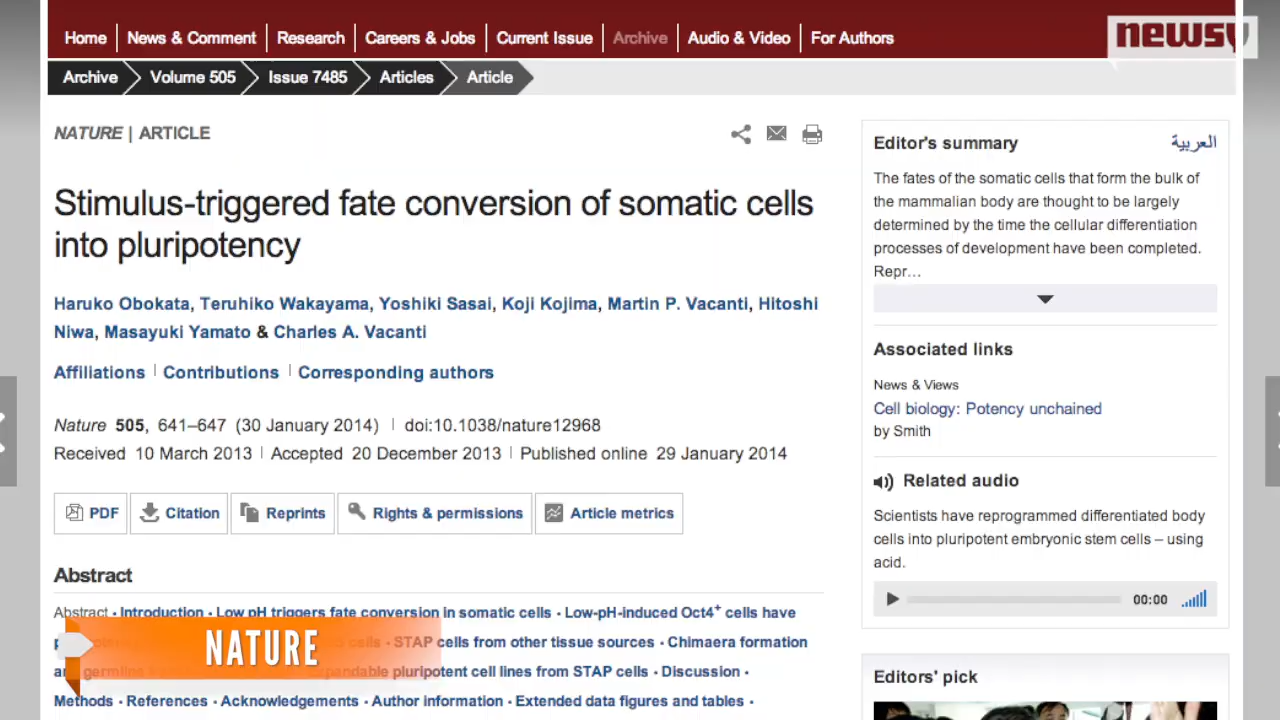 Home News & Comment Research Careers & Jobs Current Issue Archive Audio & Video For Authors
newsy
Archive Volume 505 Issue 7485 Articles Article
NATURE | ARTICLE
Stimulus-triggered fate conversion of somatic cells
into pluripotency
Haruko Obokata, Teruhiko Wakayama, Yoshiki Sasai, Koji Kojima, Martin P. Vacanti, Hitoshi
Niwa, Masayuki Yamato & Charles A. Vacanti
Affiliations Contributions Corresponding authors
Nature 505, 641–647 (30 January 2014) doi:10.1038/nature12968
Received 10 March 2013 Accepted 20 December 2013 Published online 29 January 2014
PDF Citation Reprints Rights & permissions Article metrics
Abstract
Abstract • Introduction • Low pH triggers fate conversion in somatic cells • Low-pH-induced Oct4+ cells have
cells • STAP cells from other tissue sources • Chimaera formation
germline pandable pluripotent cell lines from STAP cells • Discussion •
Methods • References • Acknowledgements • Author information • Extended data figures and tables •
NATURE
Editor's summary
العربية
The fates of the somatic cells that form the bulk of
the mammalian body are thought to be largely
determined by the time the cellular differentiation
processes of development have been completed.
Repr…
Associated links
News & Views
Cell biology: Potency unchained
by Smith
Related audio
Scientists have reprogrammed differentiated body
cells into pluripotent embryonic stem cells – using
acid.
00:00
Editors' pick